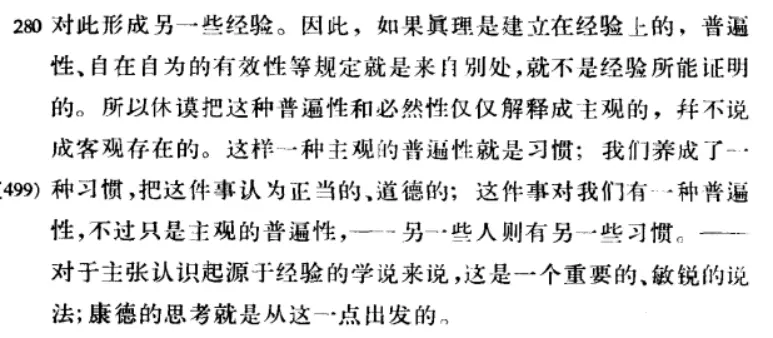 280 对此形成另一些经验。因此，如果眞理是建立在经验上的，普遍
性、自在自为的有效性等规定就是来自别处，就不是经验所能证明
的。所以休谟把这种普遍性和必然性仅仅解释成主观的，幷不说
成客观存在的。这样一种主观的普遍性就是习惯；我们养成了一
(499) 种习惯，把这件事认为正当的、道德的；这件事对我们有一种普遍
性，不过只是主观的普遍性，——另一些人则有另一些习惯。——
对于主张认识起源于经验的学说来说，这是一个重要的、敏锐的说
法；康德的思考就是从这一点出发的。